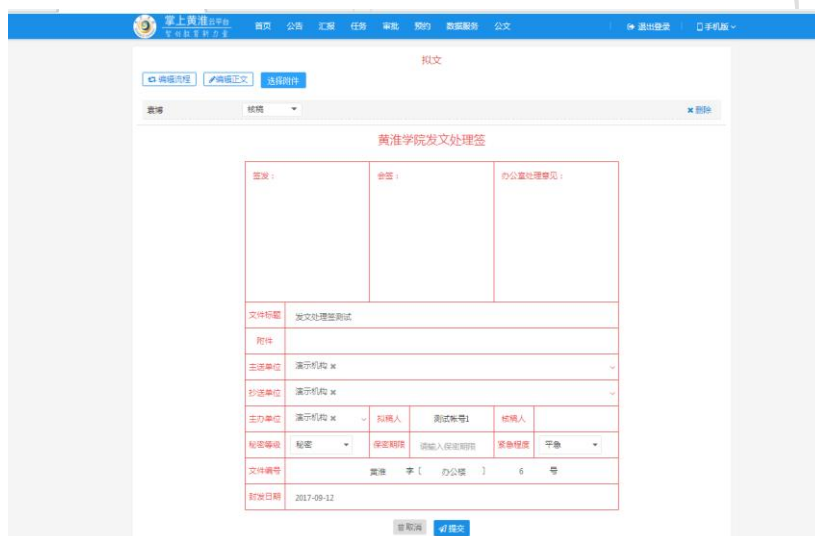 掌上黄淮云平台
首页 公告 汇报 任务 审批 预约 数据服务 公文 退出登录 手机版
拟文
编辑流程 编辑正文 选择附件
袁博 核稿 删除
黄淮学院发文处理签
签发： 会签： 办公室处理意见：
文件标题 发文处理签测试
附件
主送单位 演示机构 ×
抄送单位 演示机构 ×
主办单位 演示机构 × 拟稿人 测试帐号1 核稿人
秘密等级 秘密 保密期限 请输入保密期限 紧急程度 平急
文件编号 黄淮 字 [ 办公楼 ] 6 号
封发日期 2017-09-12
取消 提交